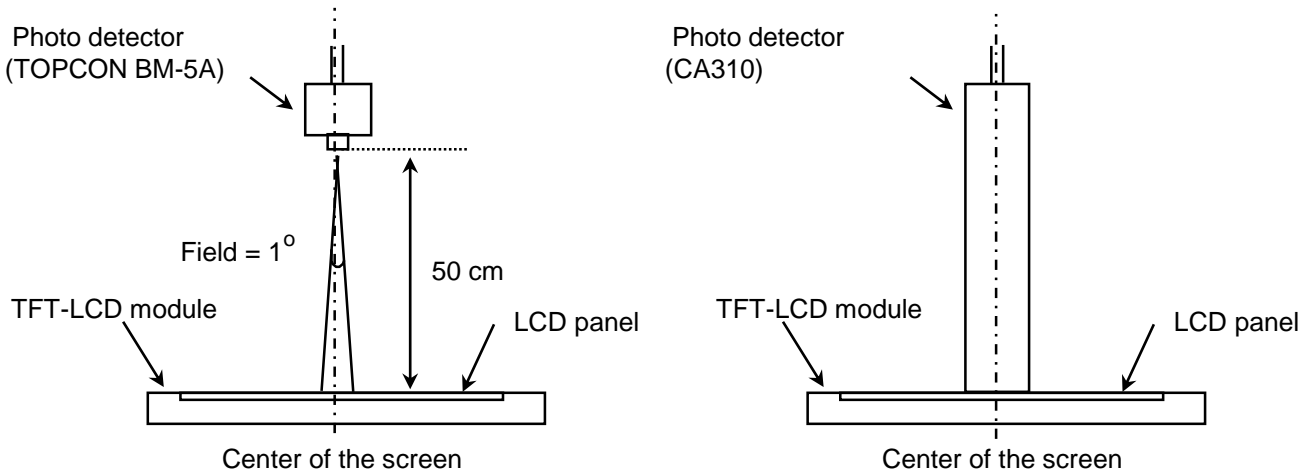 Photo detector
(TOPCON BM-5A)
Field = 1°
50 cm
TFT-LCD module
LCD panel
Center of the screen
Photo detector
(CA310)
TFT-LCD module
LCD panel
Center of the screen